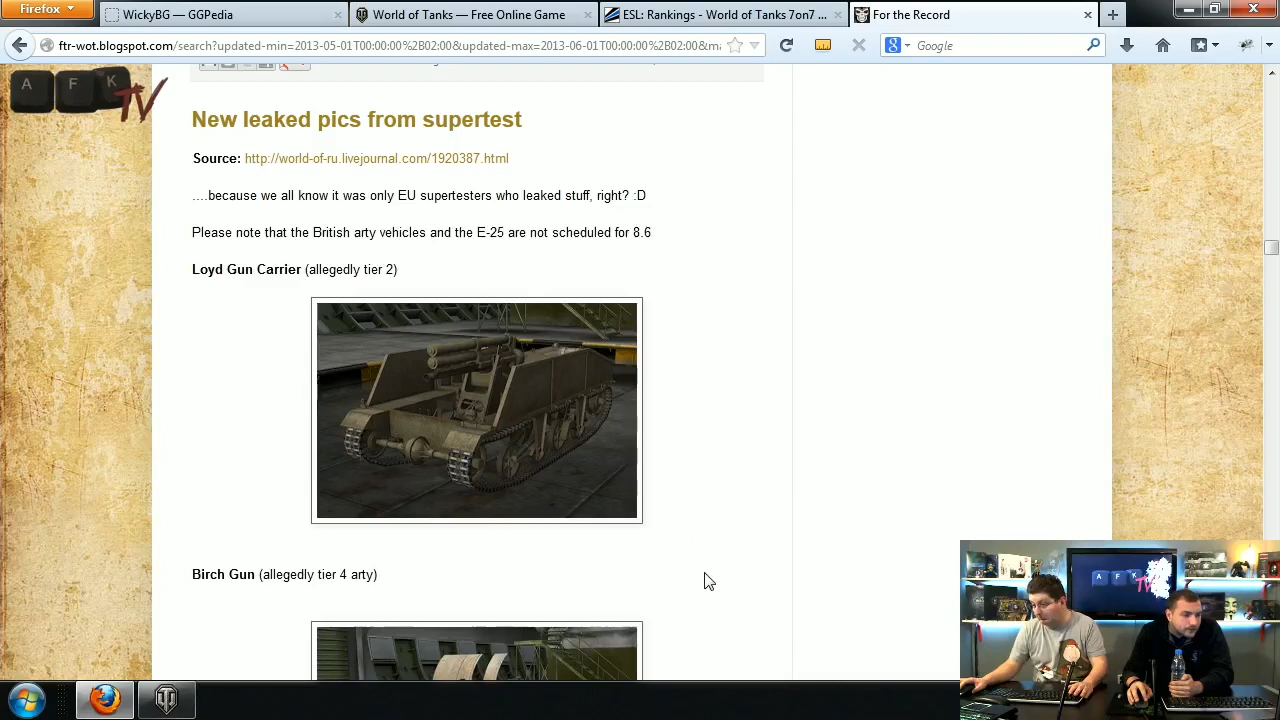 Firefox
WickyBG — GGPedia
World of Tanks — Free Online Game
ESL: Rankings - World of Tanks 7on7 ...
For the Record
ftr-wot.blogspot.com/search?updated-min=2013-05-01T00:00:00%2B02:00&updated-max=2013-06-01T00:00:00%2B02:00&m
Google
A F K TV
New leaked pics from supertest
Source: http://world-of-ru.livejournal.com/1920387.html
....because we all know it was only EU supertesters who leaked stuff, right? :D
Please note that the British arty vehicles and the E-25 are not scheduled for 8.6
Loyd Gun Carrier (allegedly tier 2)
Birch Gun (allegedly tier 4 arty)
A F K TV